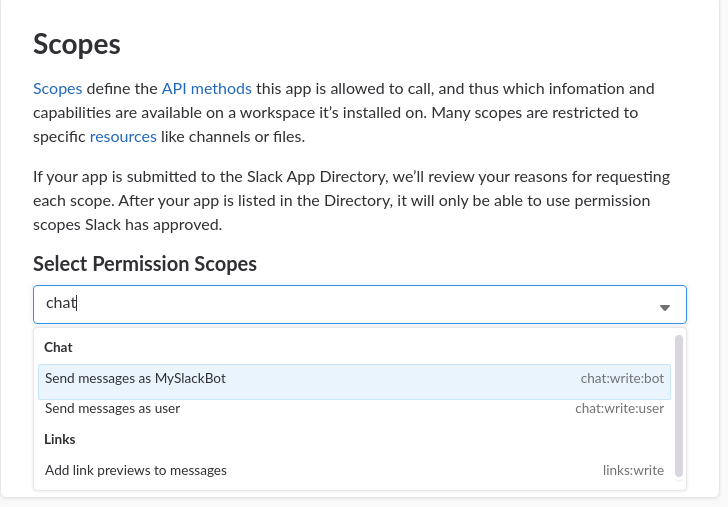 Scopes
Scopes define the API methods this app is allowed to call, and thus which infomation and
capabilities are available on a workspace it's installed on. Many scopes are restricted to
specific resources like channels or files.
If your app is submitted to the Slack App Directory, we'll review your reasons for requesting
each scope. After your app is listed in the Directory, it will only be able to use permission
scopes Slack has approved.
Select Permission Scopes
chat
Chat
Send messages as MySlackBot chat:write:bot
Send messages as user chat:write:user
Links
Add link previews to messages links:write